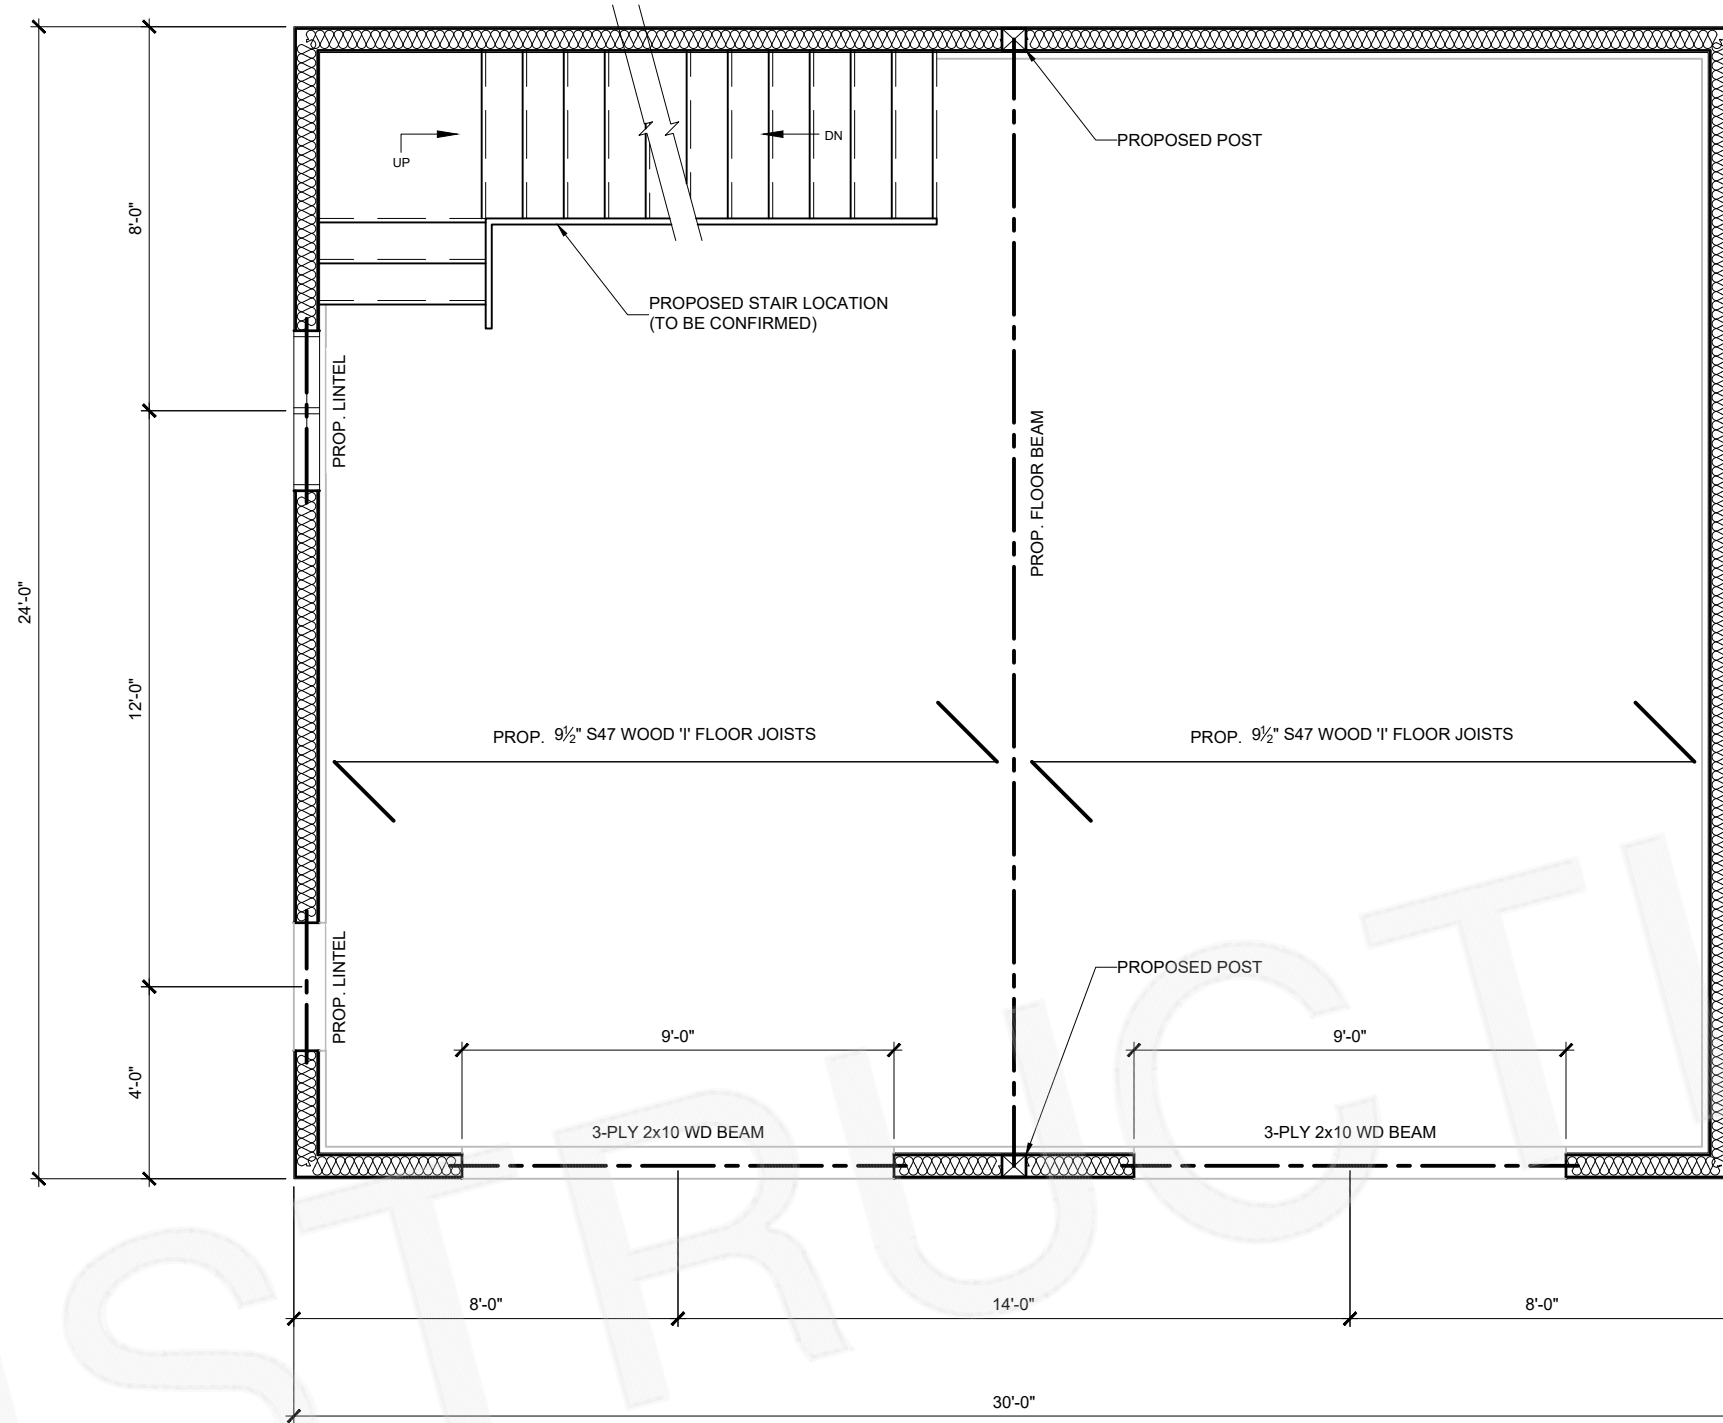 PROPOSED POST
UP
DN
8'-0"
PROPOSED STAIR LOCATION
(TO BE CONFIRMED)
PROP. LINTEL
PROP. FLOOR BEAM
24'-0"
12'-0"
PROP. 9½" S47 WOOD 'I' FLOOR JOISTS
PROP. 9½" S47 WOOD 'I' FLOOR JOISTS
PROPOSED POST
PROP. LINTEL
9'-0"
9'-0"
4'-0"
3-PLY 2x10 WD BEAM
3-PLY 2x10 WD BEAM
8'-0"
14'-0"
8'-0"
30'-0"
STRUCTI